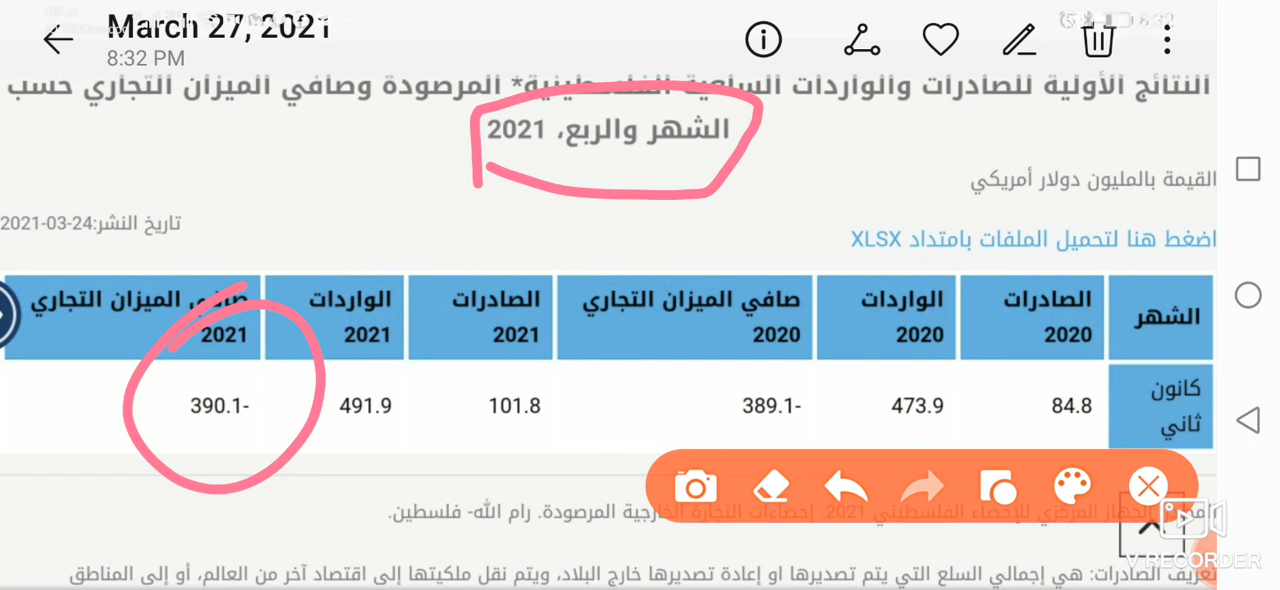 March 27, 2021
8:32 PM
النتائج الأولية للصادرات والواردات السلعية الفلسطينية* المرصودة وصافي الميزان التجاري حسب
الشهر والربع، 2021
القيمة بالمليون دولار أمريكي
تاريخ النشر:24-03-2021
اضغط هنا لتحميل الملفات بامتداد XLSX
الشهر
الصادرات 2020
الواردات 2020
صافي الميزان التجاري 2020
الصادرات 2021
الواردات 2021
صافي الميزان التجاري 2021
كانون ثاني
84.8
473.9
389.1-
101.8
491.9
390.1-
الجهاز المركزي للإحصاء الفلسطيني 2021. إحصاءات التجارة الخارجية المرصودة. رام الله- فلسطين.
V RECORDER
تعريف الصادرات: هي إجمالي السلع التي يتم تصديرها او إعادة تصديرها خارج البلاد، ويتم نقل ملكيتها إلى اقتصاد آخر من العالم، أو إلى المناطق